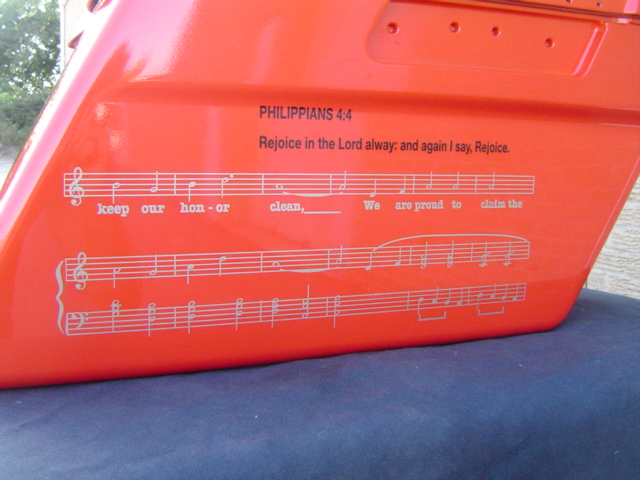 PHILIPPIANS 4:4
Rejoice in the Lord alway: and again I say, Rejoice.
keep our hon - or clean,____ We are proud to claim the